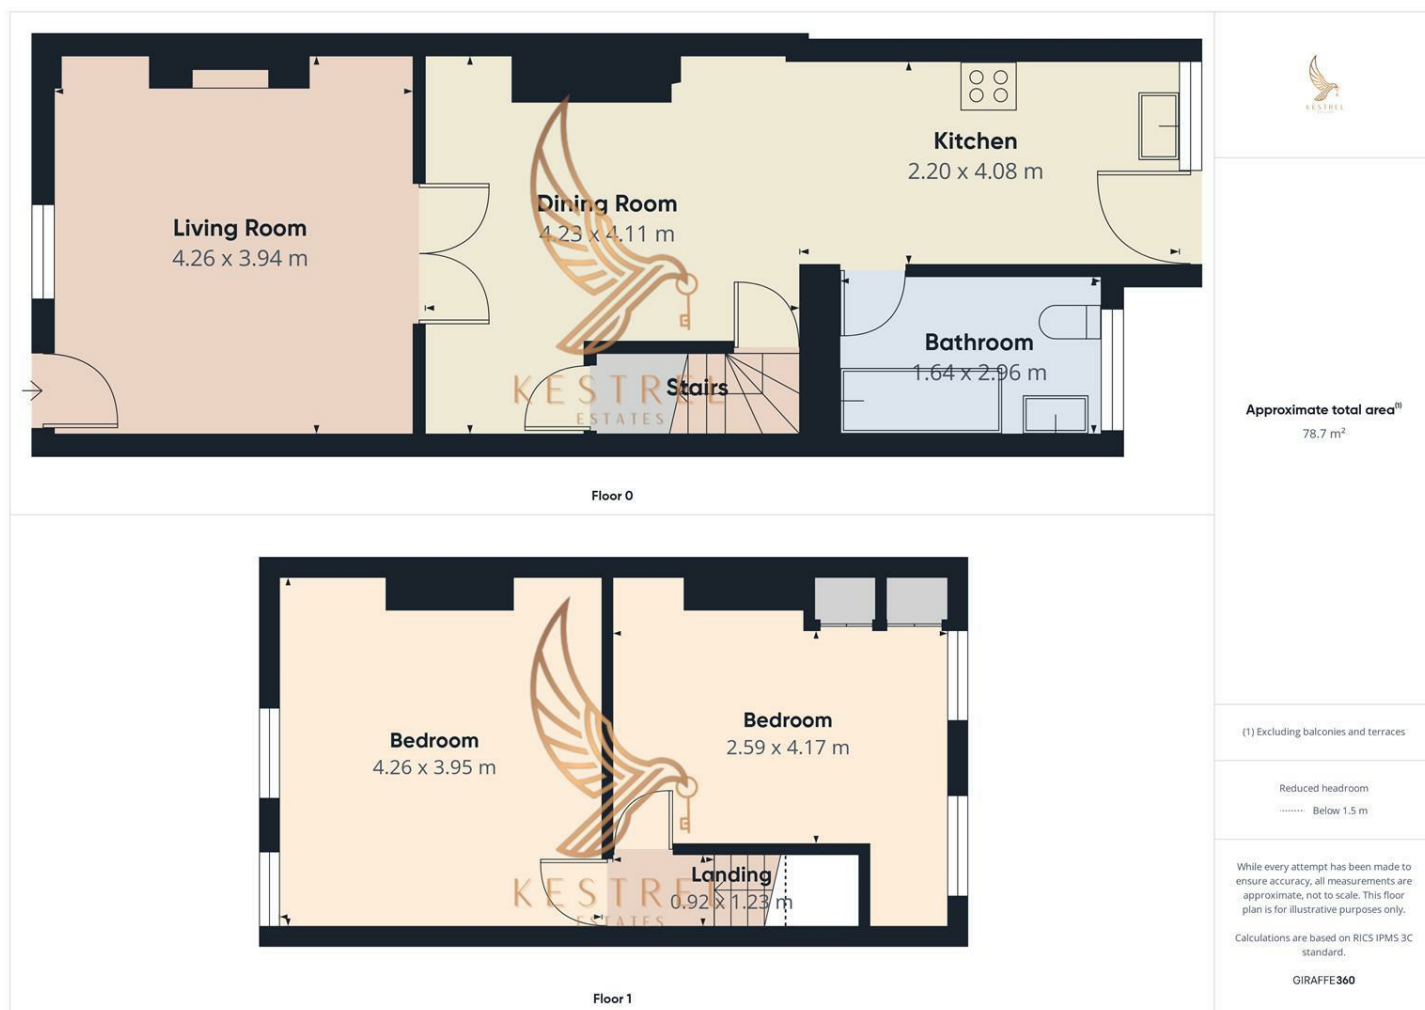 Living Room
4.26 x 3.94 m
Dining Room
4.23 x 4.11 m
Kitchen
2.20 x 4.08 m
Bathroom
1.64 x 2.96 m
Stairs
KESTREL
ESTATES
Floor 0
Bedroom
4.26 x 3.95 m
Bedroom
2.59 x 4.17 m
Landing
0.92 x 1.23 m
KESTREL
ESTATES
Floor 1
KESTREL
Approximate total area(1)
78.7 m²
(1) Excluding balconies and terraces
Reduced headroom
Below 1.5 m
While every attempt has been made to
ensure accuracy, all measurements are
approximate, not to scale. This floor
plan is for illustrative purposes only.
Calculations are based on RICS IPMS 3C
standard.
GIRAFFE360